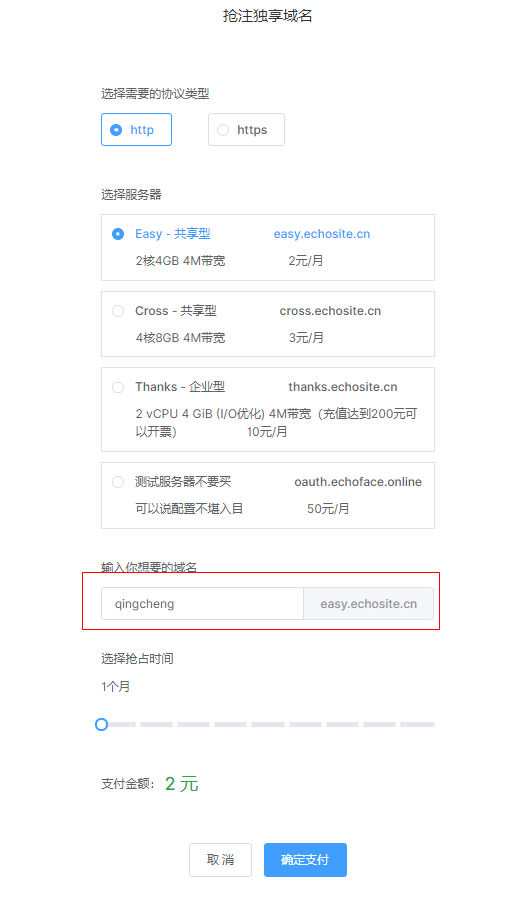 抢注独享域名
选择需要的协议类型
http
https
选择服务器
Easy - 共享型 easy.echosite.cn
2核4GB 4M带宽 2元/月
Cross - 共享型 cross.echosite.cn
4核8GB 4M带宽 3元/月
Thanks - 企业型 thanks.echosite.cn
2 vCPU 4 GiB (I/O优化) 4M带宽（充值达到200元可
以开票） 10元/月
测试服务器不要买 oauth.echoface.online
可以说配置不堪入目 50元/月
输入你想要的域名
qingcheng easy.echosite.cn
选择抢占时间
1个月
支付金额： 2 元
取 消 确定支付